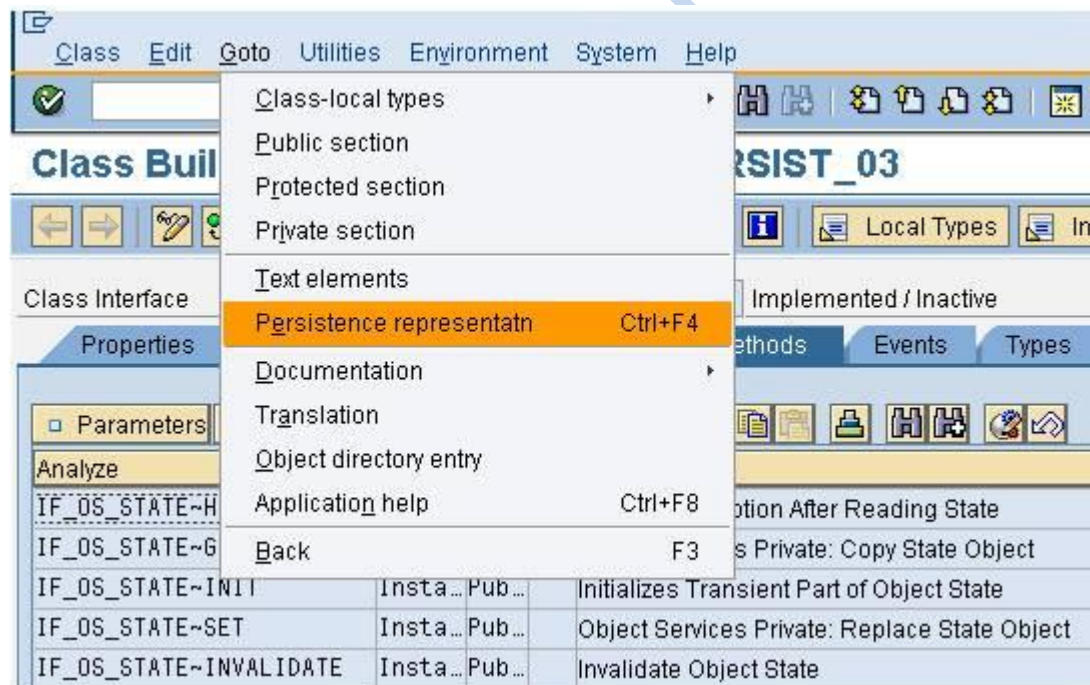 Class Edit Goto Utilities Environment System Help
Class-local types
Public section
Protected section
Private section
Text elements
Persistence representatn Ctrl+F4
Documentation
Translation
Object directory entry
Application help Ctrl+F8
Back F3
Class Buil RSIST_03
Local Types In
Class Interface Implemented / Inactive
Properties ethods Events Types
Parameters
Analyze
IF_OS_STATE~H ption After Reading State
IF_OS_STATE~G s Private: Copy State Object
IF_OS_STATE~INIT Insta… Pub… Initializes Transient Part of Object State
IF_OS_STATE~SET Insta… Pub… Object Services Private: Replace State Object
IF_OS_STATE~INVALIDATE Insta… Pub… Invalidate Object State